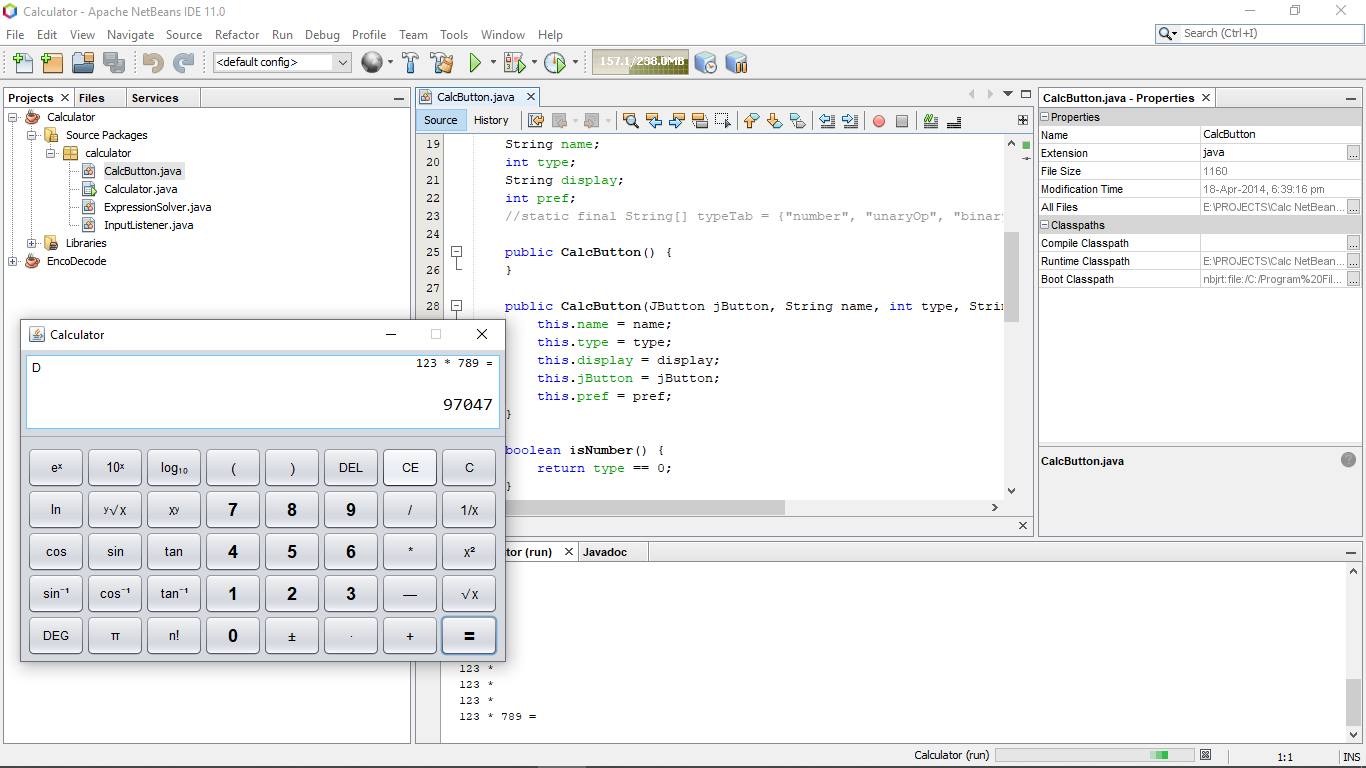 Calculator - Apache NetBeans IDE 11.0
File Edit View Navigate Source Refactor Run Debug Profile Team Tools Window Help
Search (Ctrl+I)
<default config>
157.1/238.0MB
Projects Files Services
Calculator
Source Packages
calculator
CalcButton.java
Calculator.java
ExpressionSolver.java
InputListener.java
Libraries
EncoDecode
CalcButton.java
Source History
19 String name;
20 int type;
21 String display;
22 int pref;
23 //static final String[] typeTab = {"number", "unaryOp", "binar
24
25 public CalcButton() {
26 }
27
28 public CalcButton(JButton jButton, String name, int type, Stri
this.name = name;
this.type = type;
this.display = display;
this.jButton = jButton;
this.pref = pref;
}
boolean isNumber() {
return type == 0;
}
CalcButton.java - Properties
Properties
Name CalcButton
Extension java ...
File Size 1160
Modification Time 18-Apr-2014, 6:39:16 pm
All Files E:\PROJECTS\Calc NetBean... ...
Classpaths
Compile Classpath ...
Runtime Classpath E:\PROJECTS\Calc NetBean... ...
Boot Classpath nbjrt:file:/C:/Program%20Fil... ...
CalcButton.java
?
Calculator
123 * 789 =
D
97047
eˣ 10ˣ log₁₀ ( ) DEL CE C
ln ʸ√x xʸ 7 8 9 / 1/x
cos sin tan 4 5 6 * x²
sin⁻¹ cos⁻¹ tan⁻¹ 1 2 3 — √x
DEG π n! 0 ± . + =
tor (run) Javadoc
123 *
123 *
123 *
123 * 789 =
Calculator (run)
1:1 INS